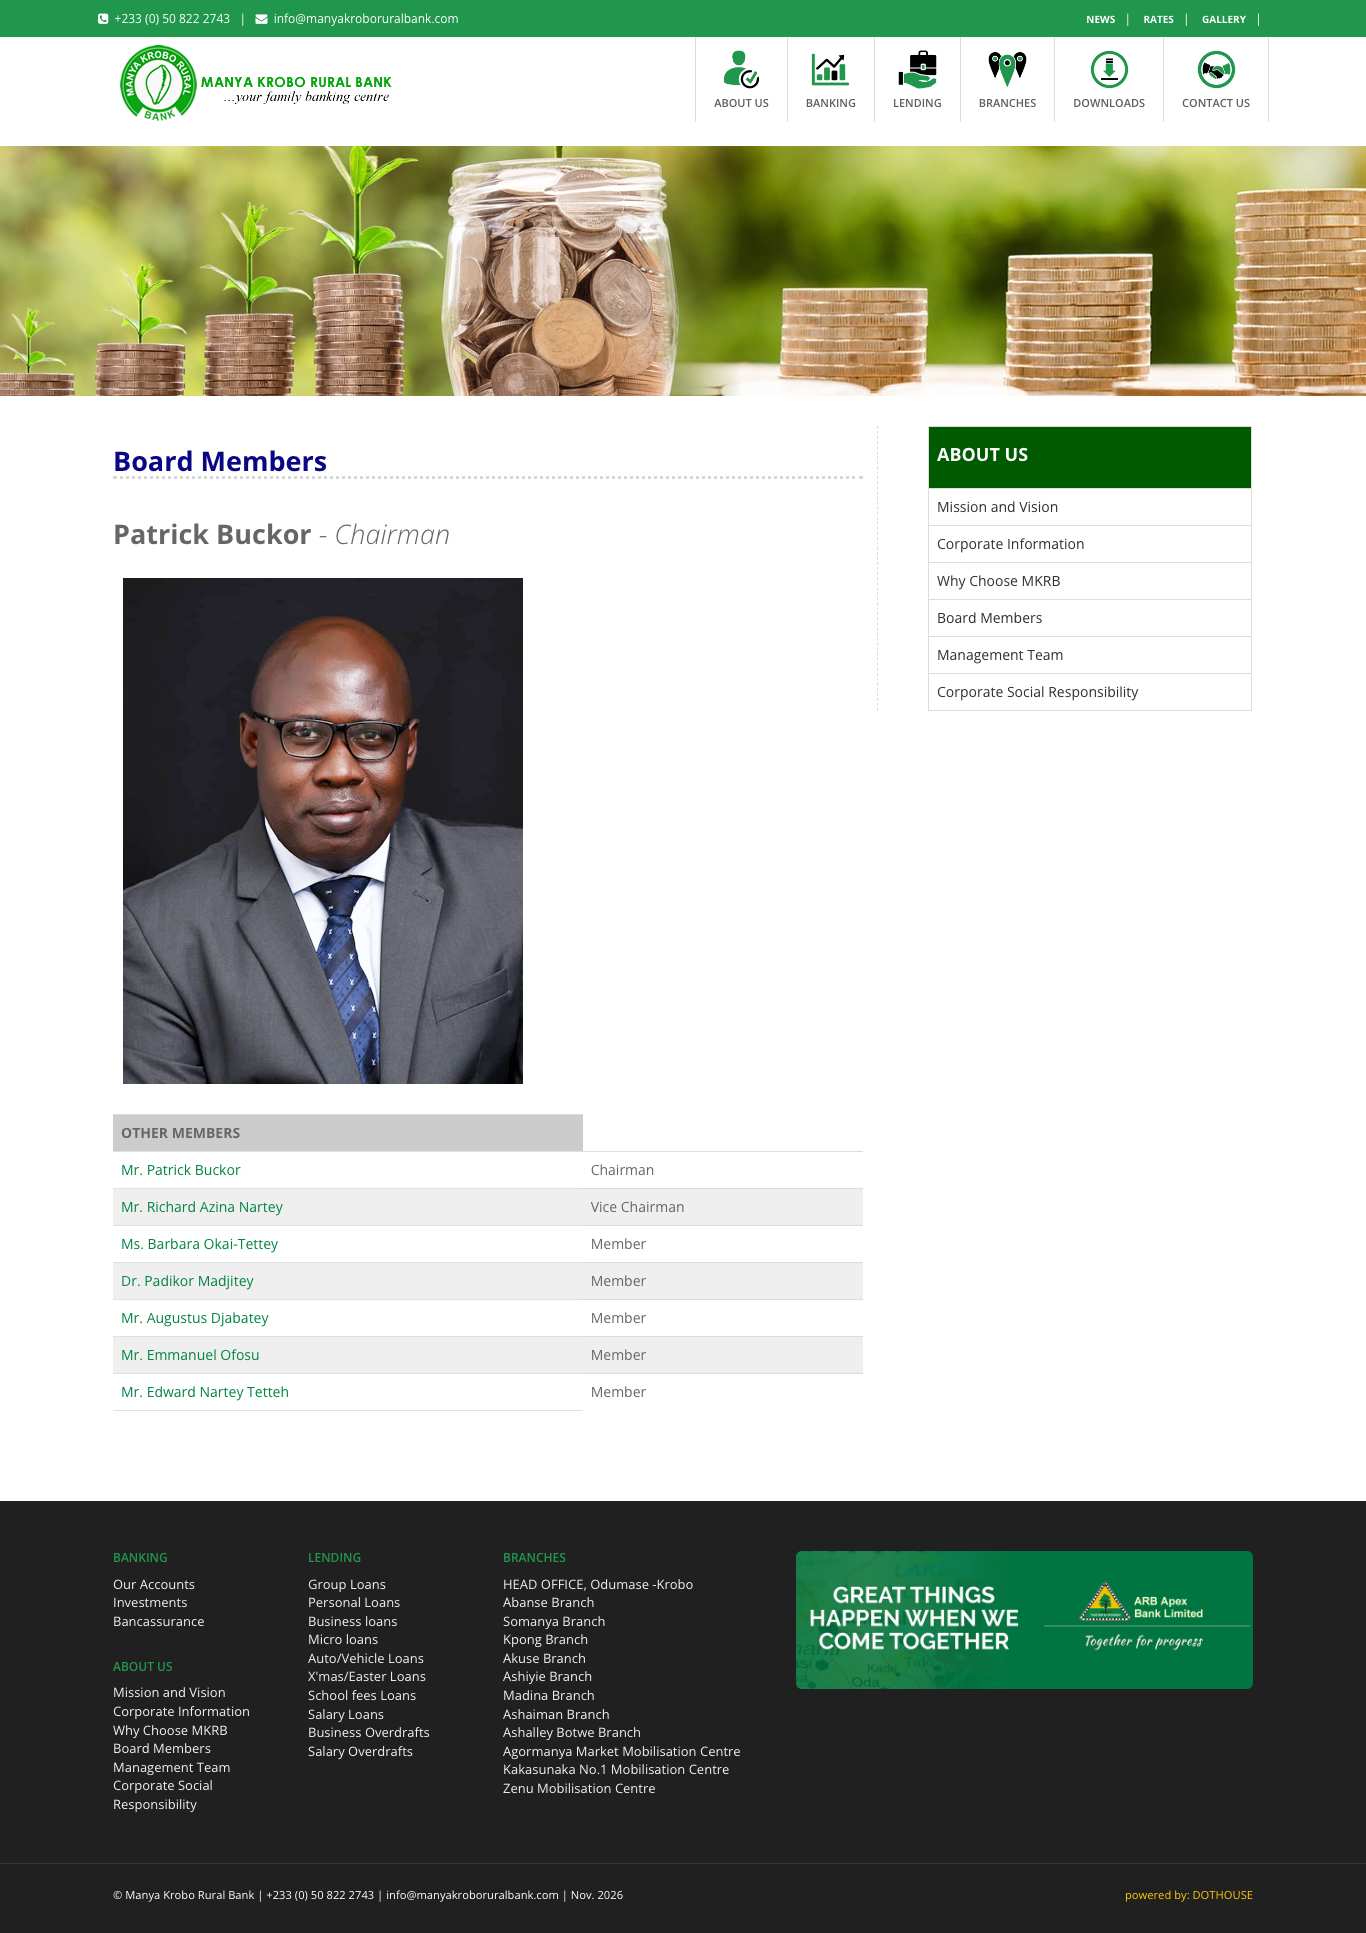 +233 (0) 50 822 2743 | info@manyakroboruralbank.com
NEWS | RATES | GALLERY |
MANYA KROBO RURAL BANK
MANYA KROBO RURAL BANK
...your family banking centre
ABOUT US
BANKING
LENDING
BRANCHES
DOWNLOADS
CONTACT US
Board Members
Patrick Buckor - Chairman
OTHER MEMBERS
Mr. Patrick Buckor Chairman
Mr. Richard Azina Nartey Vice Chairman
Ms. Barbara Okai-Tettey Member
Dr. Padikor Madjitey Member
Mr. Augustus Djabatey Member
Mr. Emmanuel Ofosu Member
Mr. Edward Nartey Tetteh Member
ABOUT US
Mission and Vision
Corporate Information
Why Choose MKRB
Board Members
Management Team
Corporate Social Responsibility
BANKING
Our Accounts
Investments
Bancassurance
ABOUT US
Mission and Vision
Corporate Information
Why Choose MKRB
Board Members
Management Team
Corporate Social
Responsibility
LENDING
Group Loans
Personal Loans
Business loans
Micro loans
Auto/Vehicle Loans
X'mas/Easter Loans
School fees Loans
Salary Loans
Business Overdrafts
Salary Overdrafts
BRANCHES
HEAD OFFICE, Odumase -Krobo
Abanse Branch
Somanya Branch
Kpong Branch
Akuse Branch
Ashiyie Branch
Madina Branch
Ashaiman Branch
Ashalley Botwe Branch
Agormanya Market Mobilisation Centre
Kakasunaka No.1 Mobilisation Centre
Zenu Mobilisation Centre
GREAT THINGS
HAPPEN WHEN WE
COME TOGETHER
ARB Apex
Bank Limited
Together for progress
© Manya Krobo Rural Bank | +233 (0) 50 822 2743 | info@manyakroboruralbank.com | Nov. 2026
powered by: DOTHOUSE